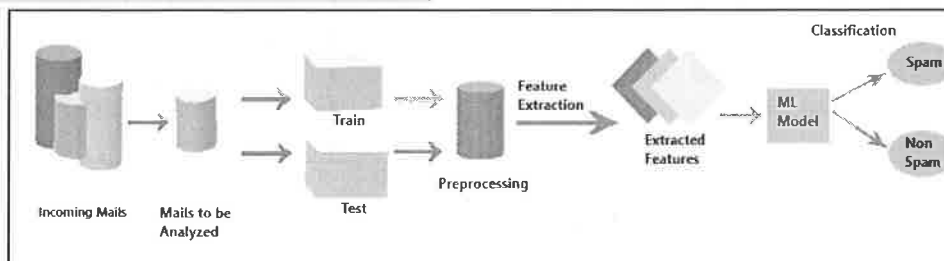 Classification
Spam
Feature
Extraction
Train
ML
Model
Extracted
Features
Non
Spam
Preprocessing
Test
Incoming Mails
Mails to be
Analyzed